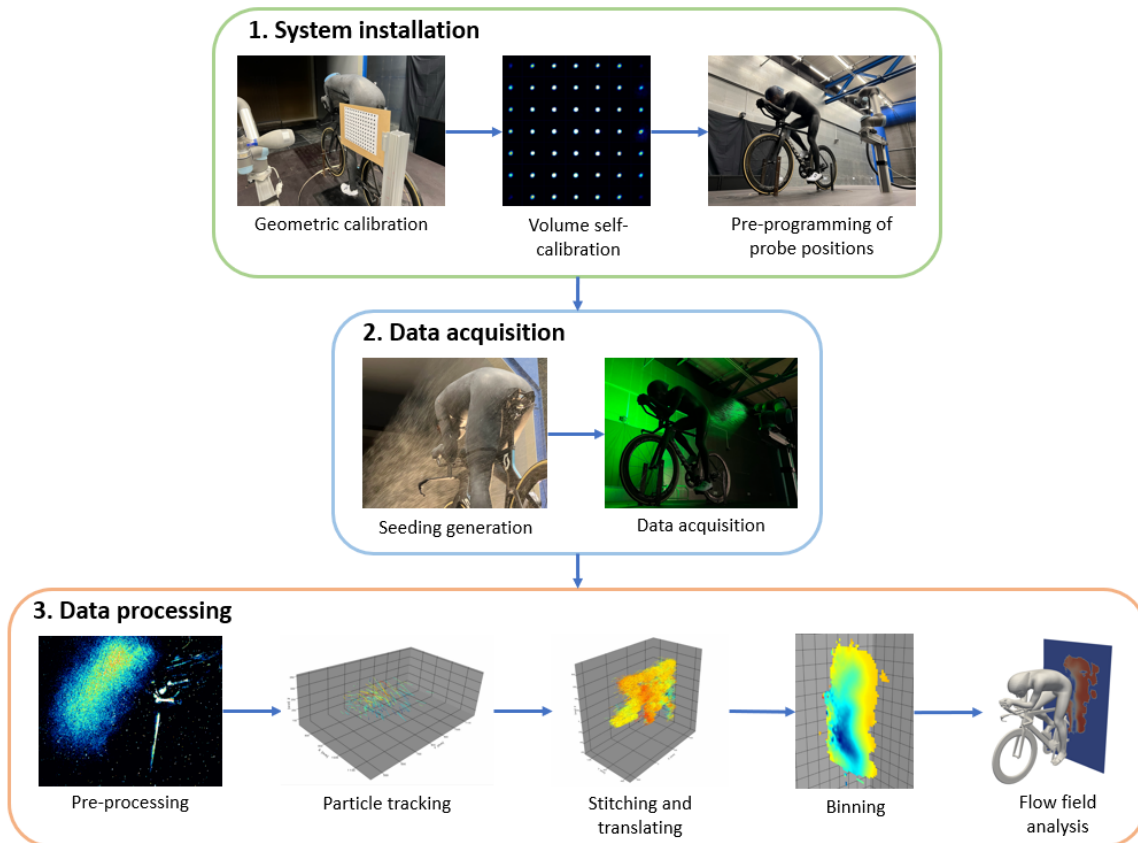 1. System installation
Geometric calibration
Volume self-
calibration
Pre-programming of
probe positions
2. Data acquisition
Seeding generation
Data acquisition
3. Data processing
Pre-processing
Particle tracking
Stitching and
translating
Binning
Flow field
analysis